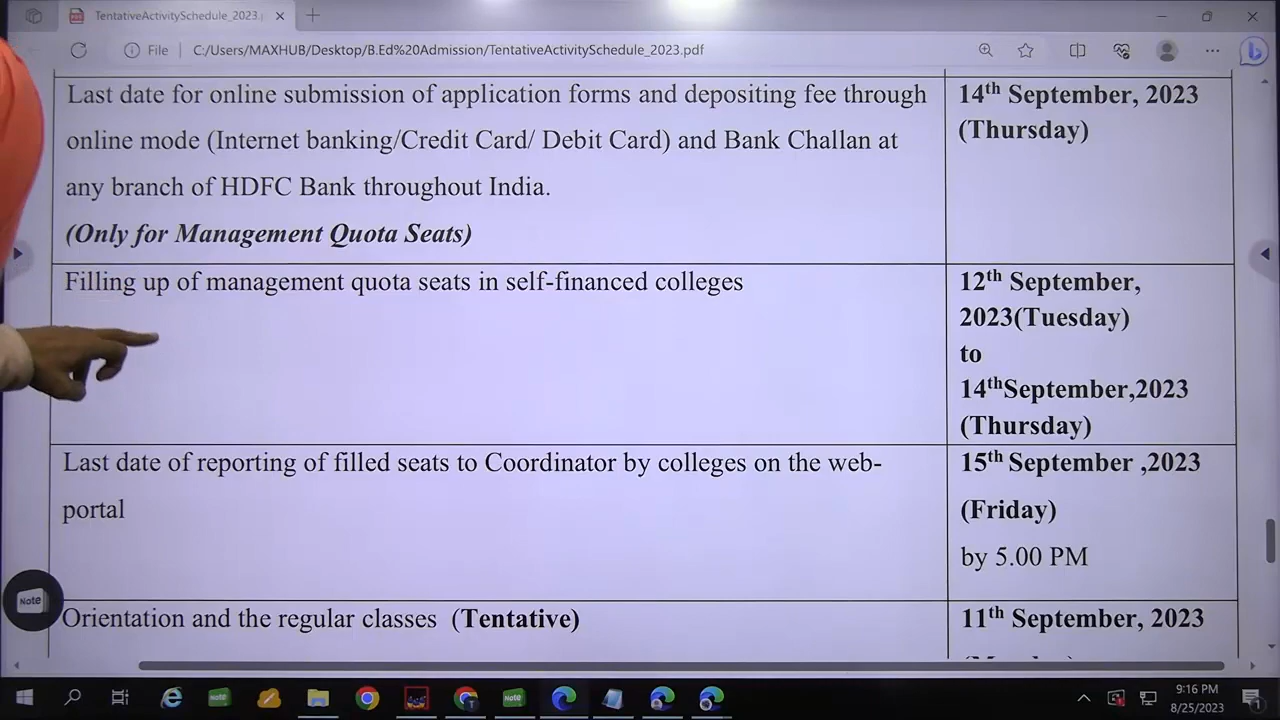 TentativeActivitySchedule_2023.p
File
C:/Users/MAXHUB/Desktop/B.Ed%20Admission/TentativeActivitySchedule_2023.pdf
Last date for online submission of application forms and depositing fee through
online mode (Internet banking/Credit Card/ Debit Card) and Bank Challan at
any branch of HDFC Bank throughout India.
(Only for Management Quota Seats)
14th September, 2023
(Thursday)
Filling up of management quota seats in self-financed colleges
12th September,
2023(Tuesday)
to
14thSeptember,2023
(Thursday)
Last date of reporting of filled seats to Coordinator by colleges on the web-
portal
15th September ,2023
(Friday)
by 5.00 PM
Orientation and the regular classes (Tentative)
11th September, 2023
Note
Note
Note
T
9:16 PM
8/25/2023
1